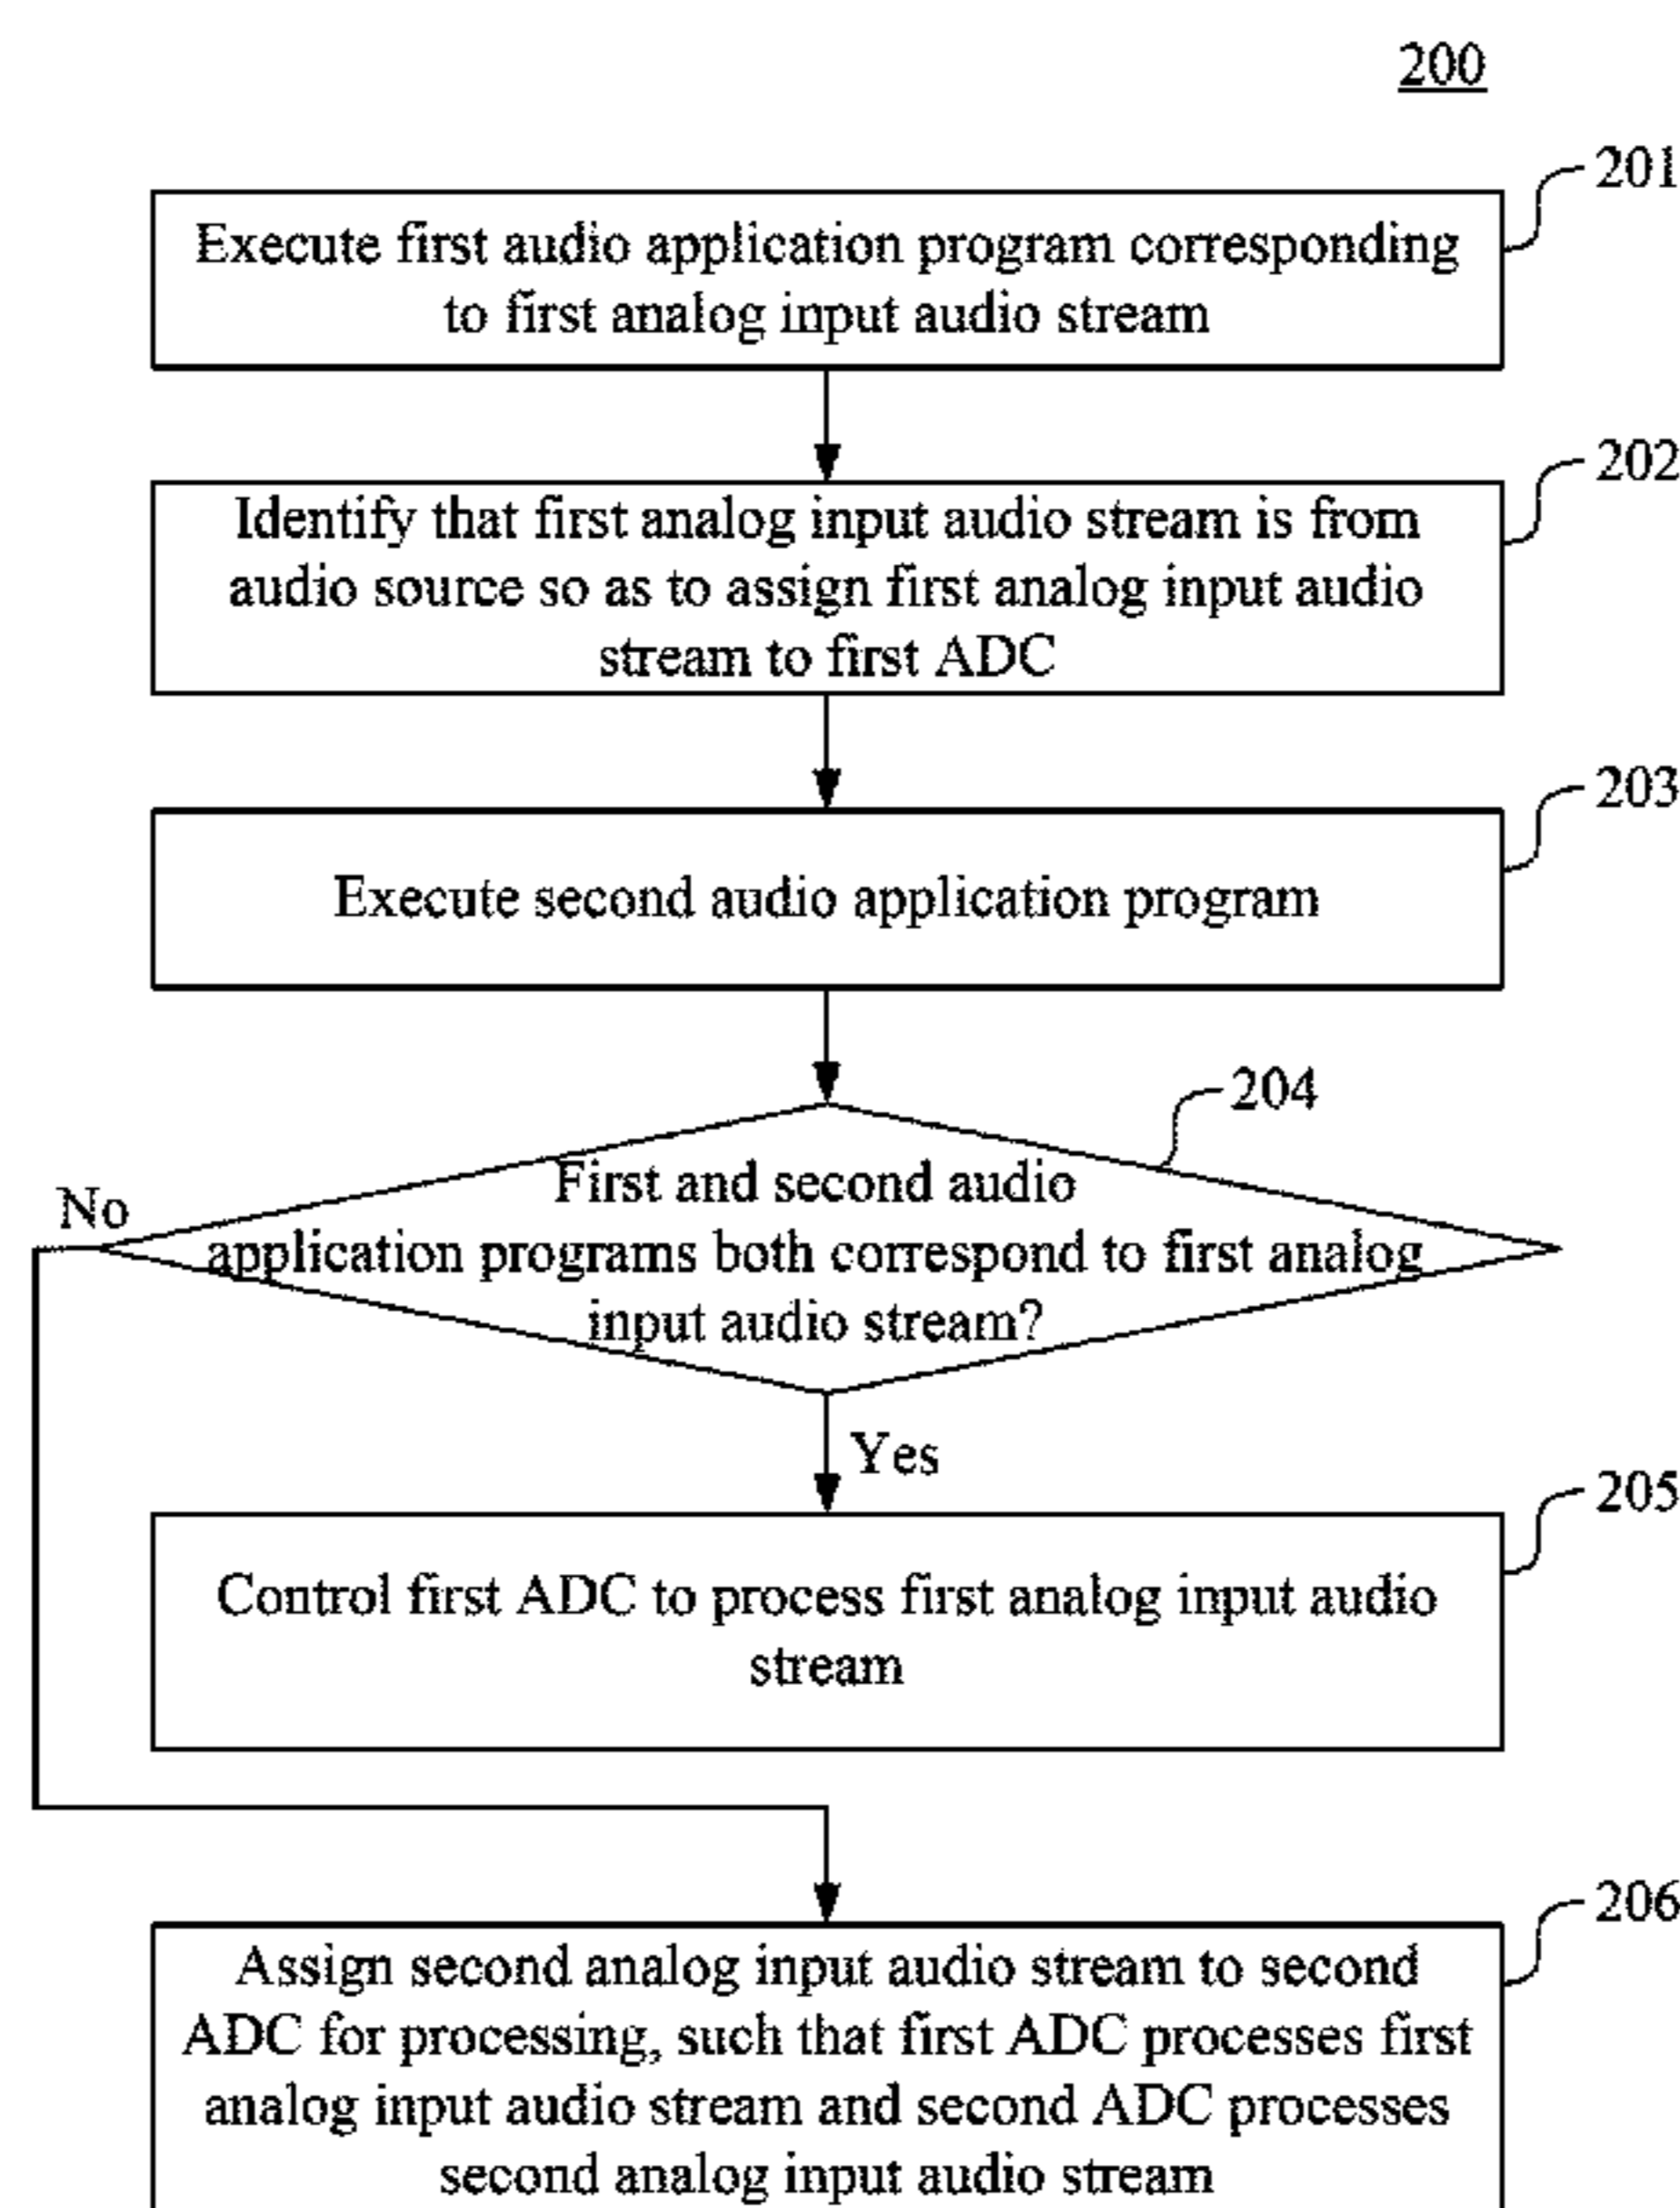 200
201
Execute first audio application program corresponding
to first analog input audio stream
202
Identify that first analog input audio stream is from
audio source so as to assign first analog input audio
stream to first ADC
203
Execute second audio application program
204
No
First and second audio
application programs both correspond to first analog
input audio stream?
Yes
205
Control first ADC to process first analog input audio
stream
206
Assign second analog input audio stream to second
ADC for processing, such that first ADC processes first
analog input audio stream and second ADC processes
second analog input audio stream